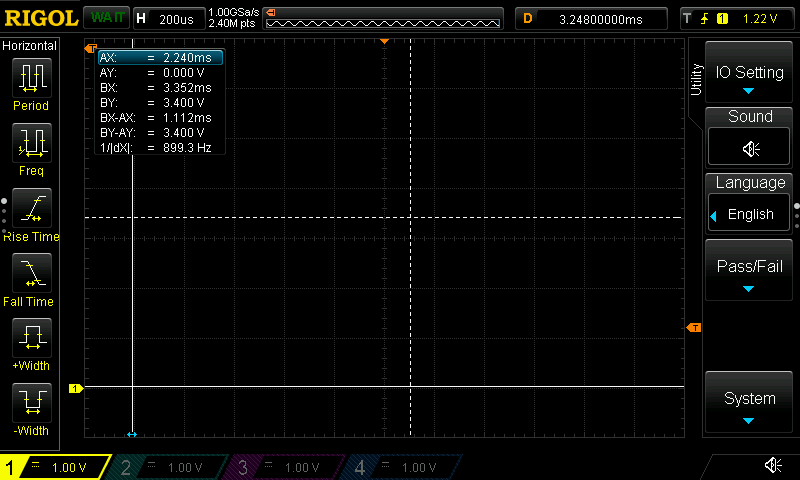 RIGOL WAIT H 200us 1.00GSa/s D 3.24800000ms T 1 1.22 V
2.40M pts
Horizontal
Period
Freq
Rise Time
Fall Time
+Width
-Width
T
AX: = 2.240ms
AY: = 0.000 V
BX: = 3.352ms
BY: = 3.400 V
BX-AX: = 1.112ms
BY-AY: = 3.400 V
1/|dX|: = 899.3 Hz
T
1
Utility
IO Setting
Sound
Language
English
Pass/Fail
System
1 = 1.00 V 2 = 1.00 V 3 = 1.00 V 4 = 1.00 V